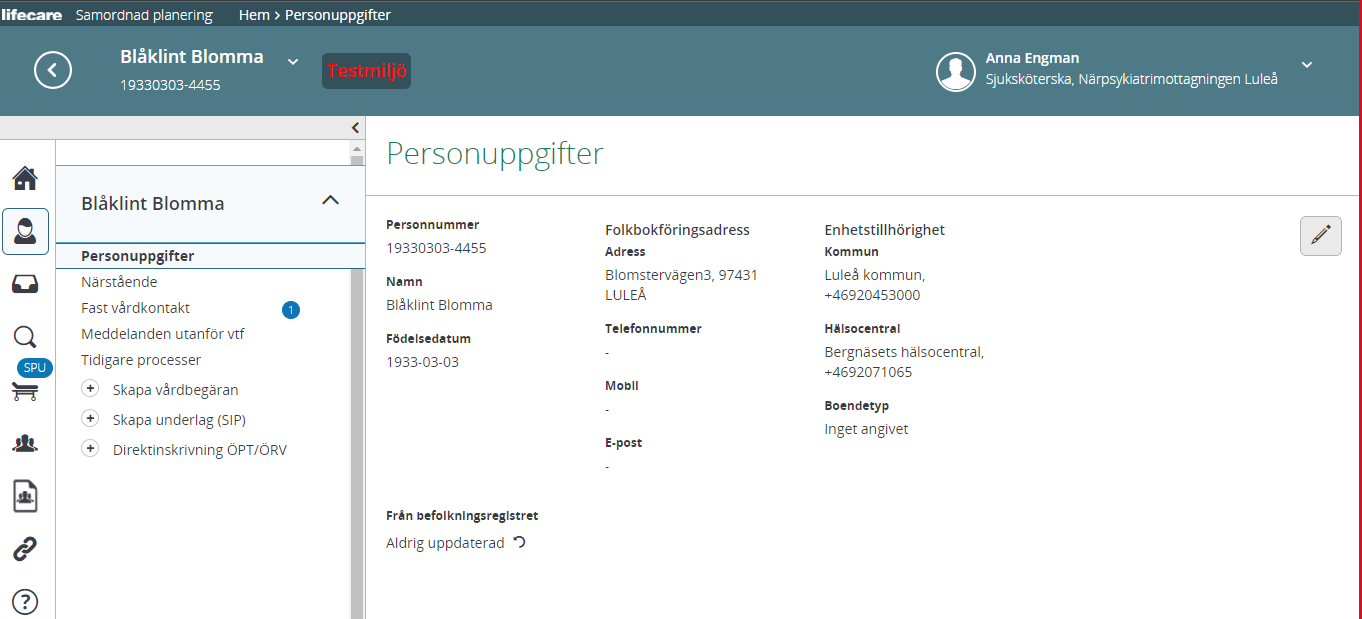 lifecare Samordnad planering Hem > Personuppgifter
Blåklint Blomma
19330303-4455
Testmiljö
Anna Engman
Sjuksköterska, Närpsykiatrimottagningen Luleå
Blåklint Blomma
Personuppgifter
Närstående
Fast vårdkontakt 1
Meddelanden utanför vtf
Tidigare processer
Skapa vårdbegäran
Skapa underlag (SIP)
Direktinskrivning ÖPT/ÖRV
SPU
Personuppgifter
Personnummer
19330303-4455
Namn
Blåklint Blomma
Födelsedatum
1933-03-03
Folkbokföringsadress
Adress
Blomstervägen3, 97431
LULEÅ
Telefonnummer
-
Mobil
-
E-post
-
Enhetstillhörighet
Kommun
Luleå kommun,
+46920453000
Hälsocentral
Bergnäsets hälsocentral,
+4692071065
Boendetyp
Inget angivet
Från befolkningsregistret
Aldrig uppdaterad